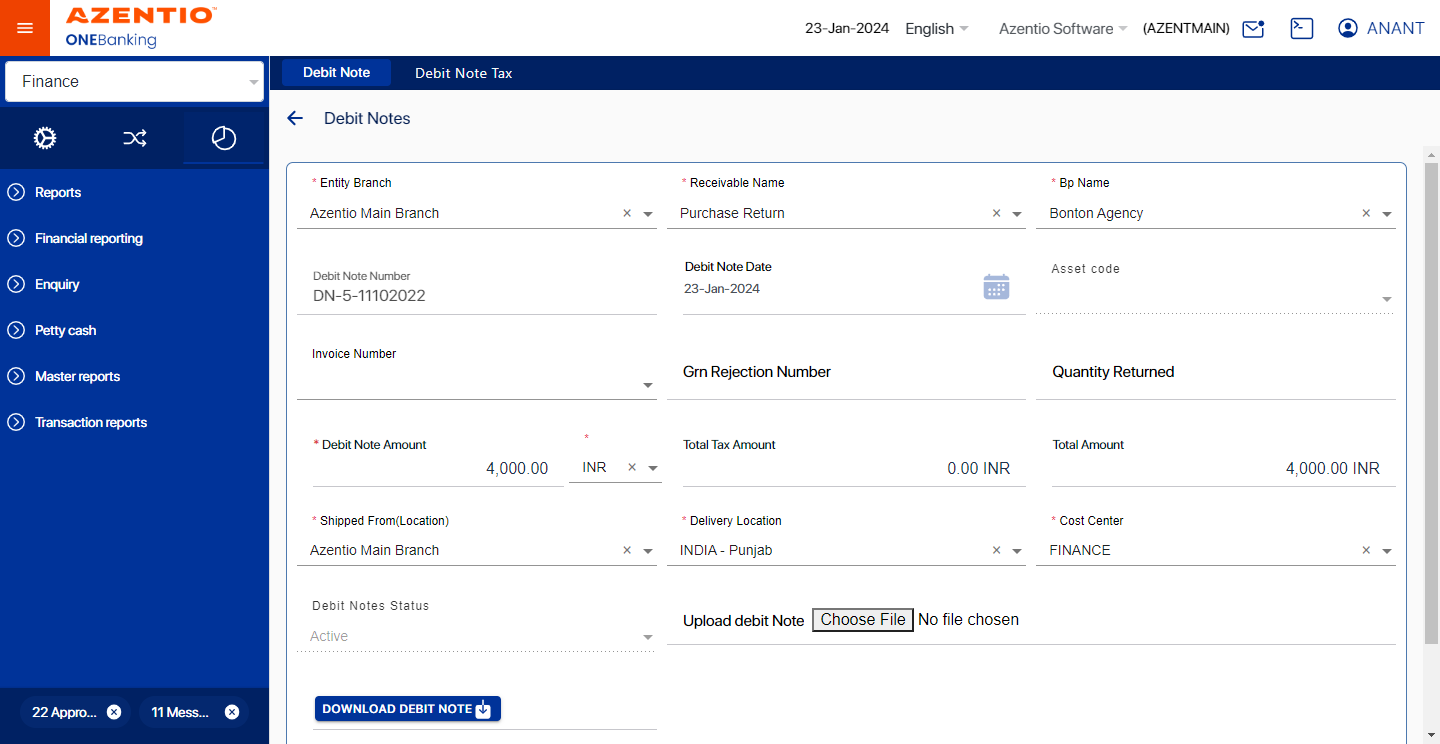 AZENTIO™
ONEBanking
23-Jan-2024 English Azentio Software (AZENTMAIN) ANANT
Finance
Debit Note Debit Note Tax
Debit Notes
Reports
Financial reporting
Enquiry
Petty cash
Master reports
Transaction reports
22 Appro...
11 Mess...
* Entity Branch
Azentio Main Branch ×
* Receivable Name
Purchase Return ×
* Bp Name
Bonton Agency ×
Debit Note Number
DN-5-11102022
Debit Note Date
23-Jan-2024
Asset code
Invoice Number
Grn Rejection Number
Quantity Returned
* Debit Note Amount
4,000.00
*
INR ×
Total Tax Amount
0.00 INR
Total Amount
4,000.00 INR
* Shipped From(Location)
Azentio Main Branch ×
* Delivery Location
INDIA - Punjab ×
* Cost Center
FINANCE ×
Debit Notes Status
Active
Upload debit Note Choose File No file chosen
DOWNLOAD DEBIT NOTE